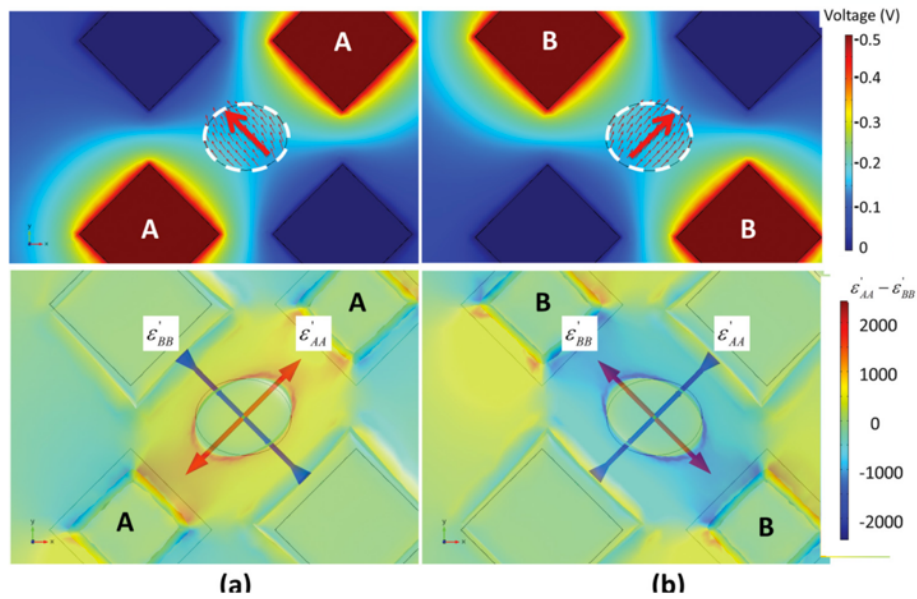 Voltage (V)
A
B
-0.5
-0.4
-0.3
-0.2
-0.1
0
A
B
y
x
ε'AA − ε'BB
A
B
ε'BB
ε'AA
ε'BB
ε'AA
2000
1000
0
-1000
-2000
A
B
y
x
y
x
(a)
(b)